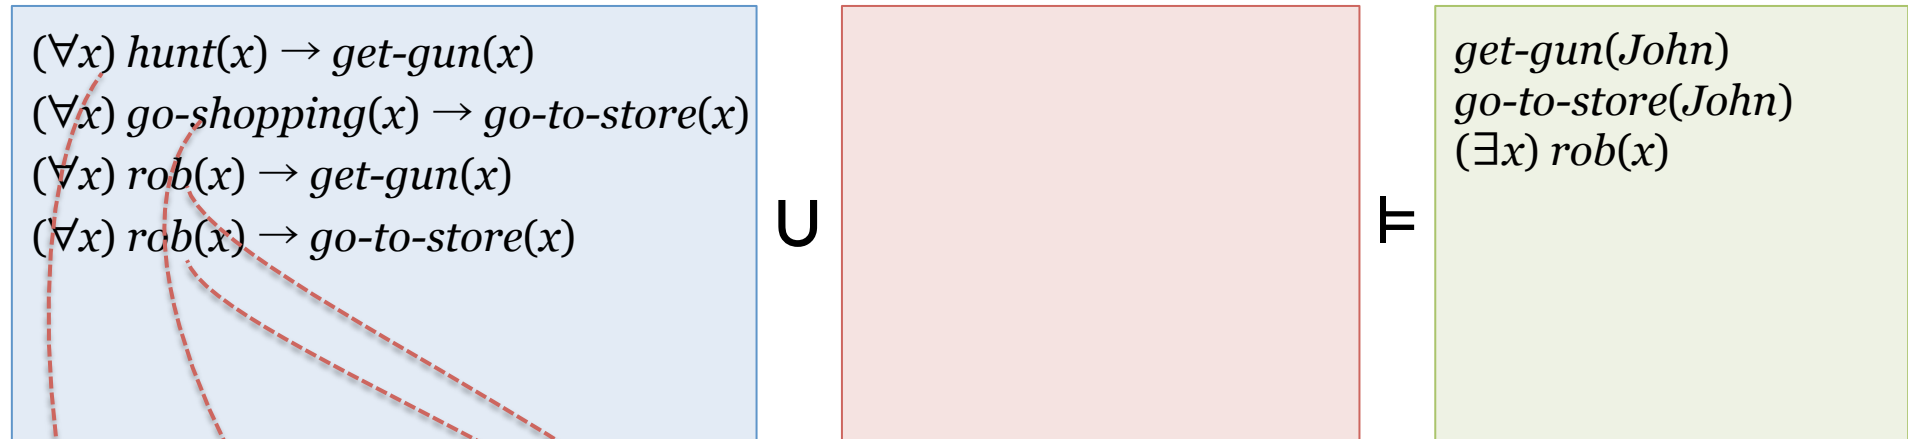 (∀x) hunt(x) → get-gun(x)
(∀x) go-shopping(x) → go-to-store(x)
(∀x) rob(x) → get-gun(x)
(∀x) rob(x) → go-to-store(x)
∪
⊨
get-gun(John)
go-to-store(John)
(∃x) rob(x)